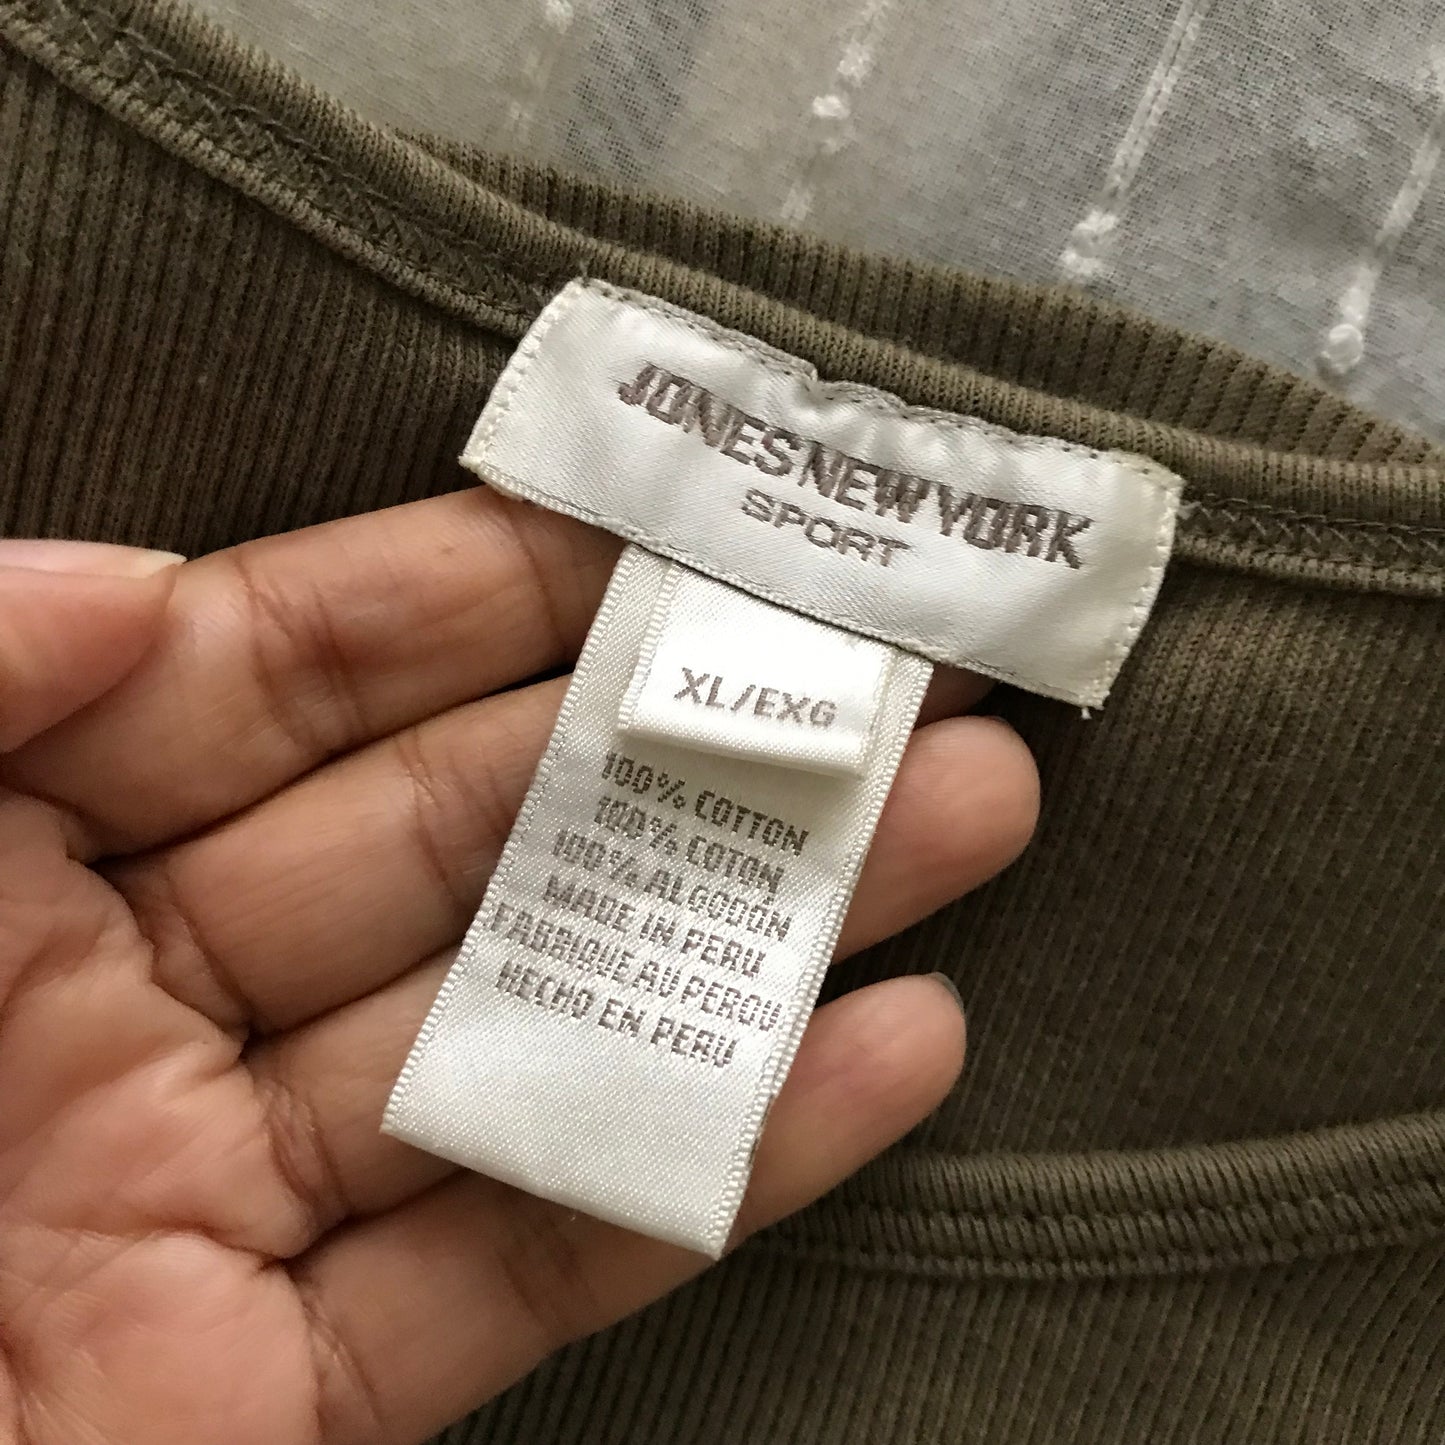 JONES NEW YORK
SPORT
XL/EXG
100% COTTON
100% COTON
100% ALGODÓN
MADE IN PERU
FABRIQUE AU PEROU
HECHO EN PERU